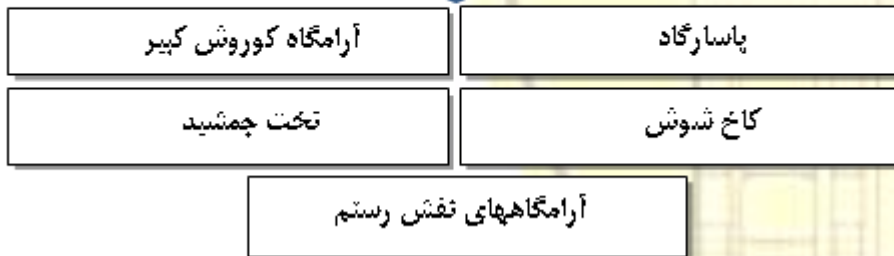 پاسارگاد
آرامگاه کوروش کبیر
کاخ شوش
تخت جمشید
آرامگاههای نقش رستم